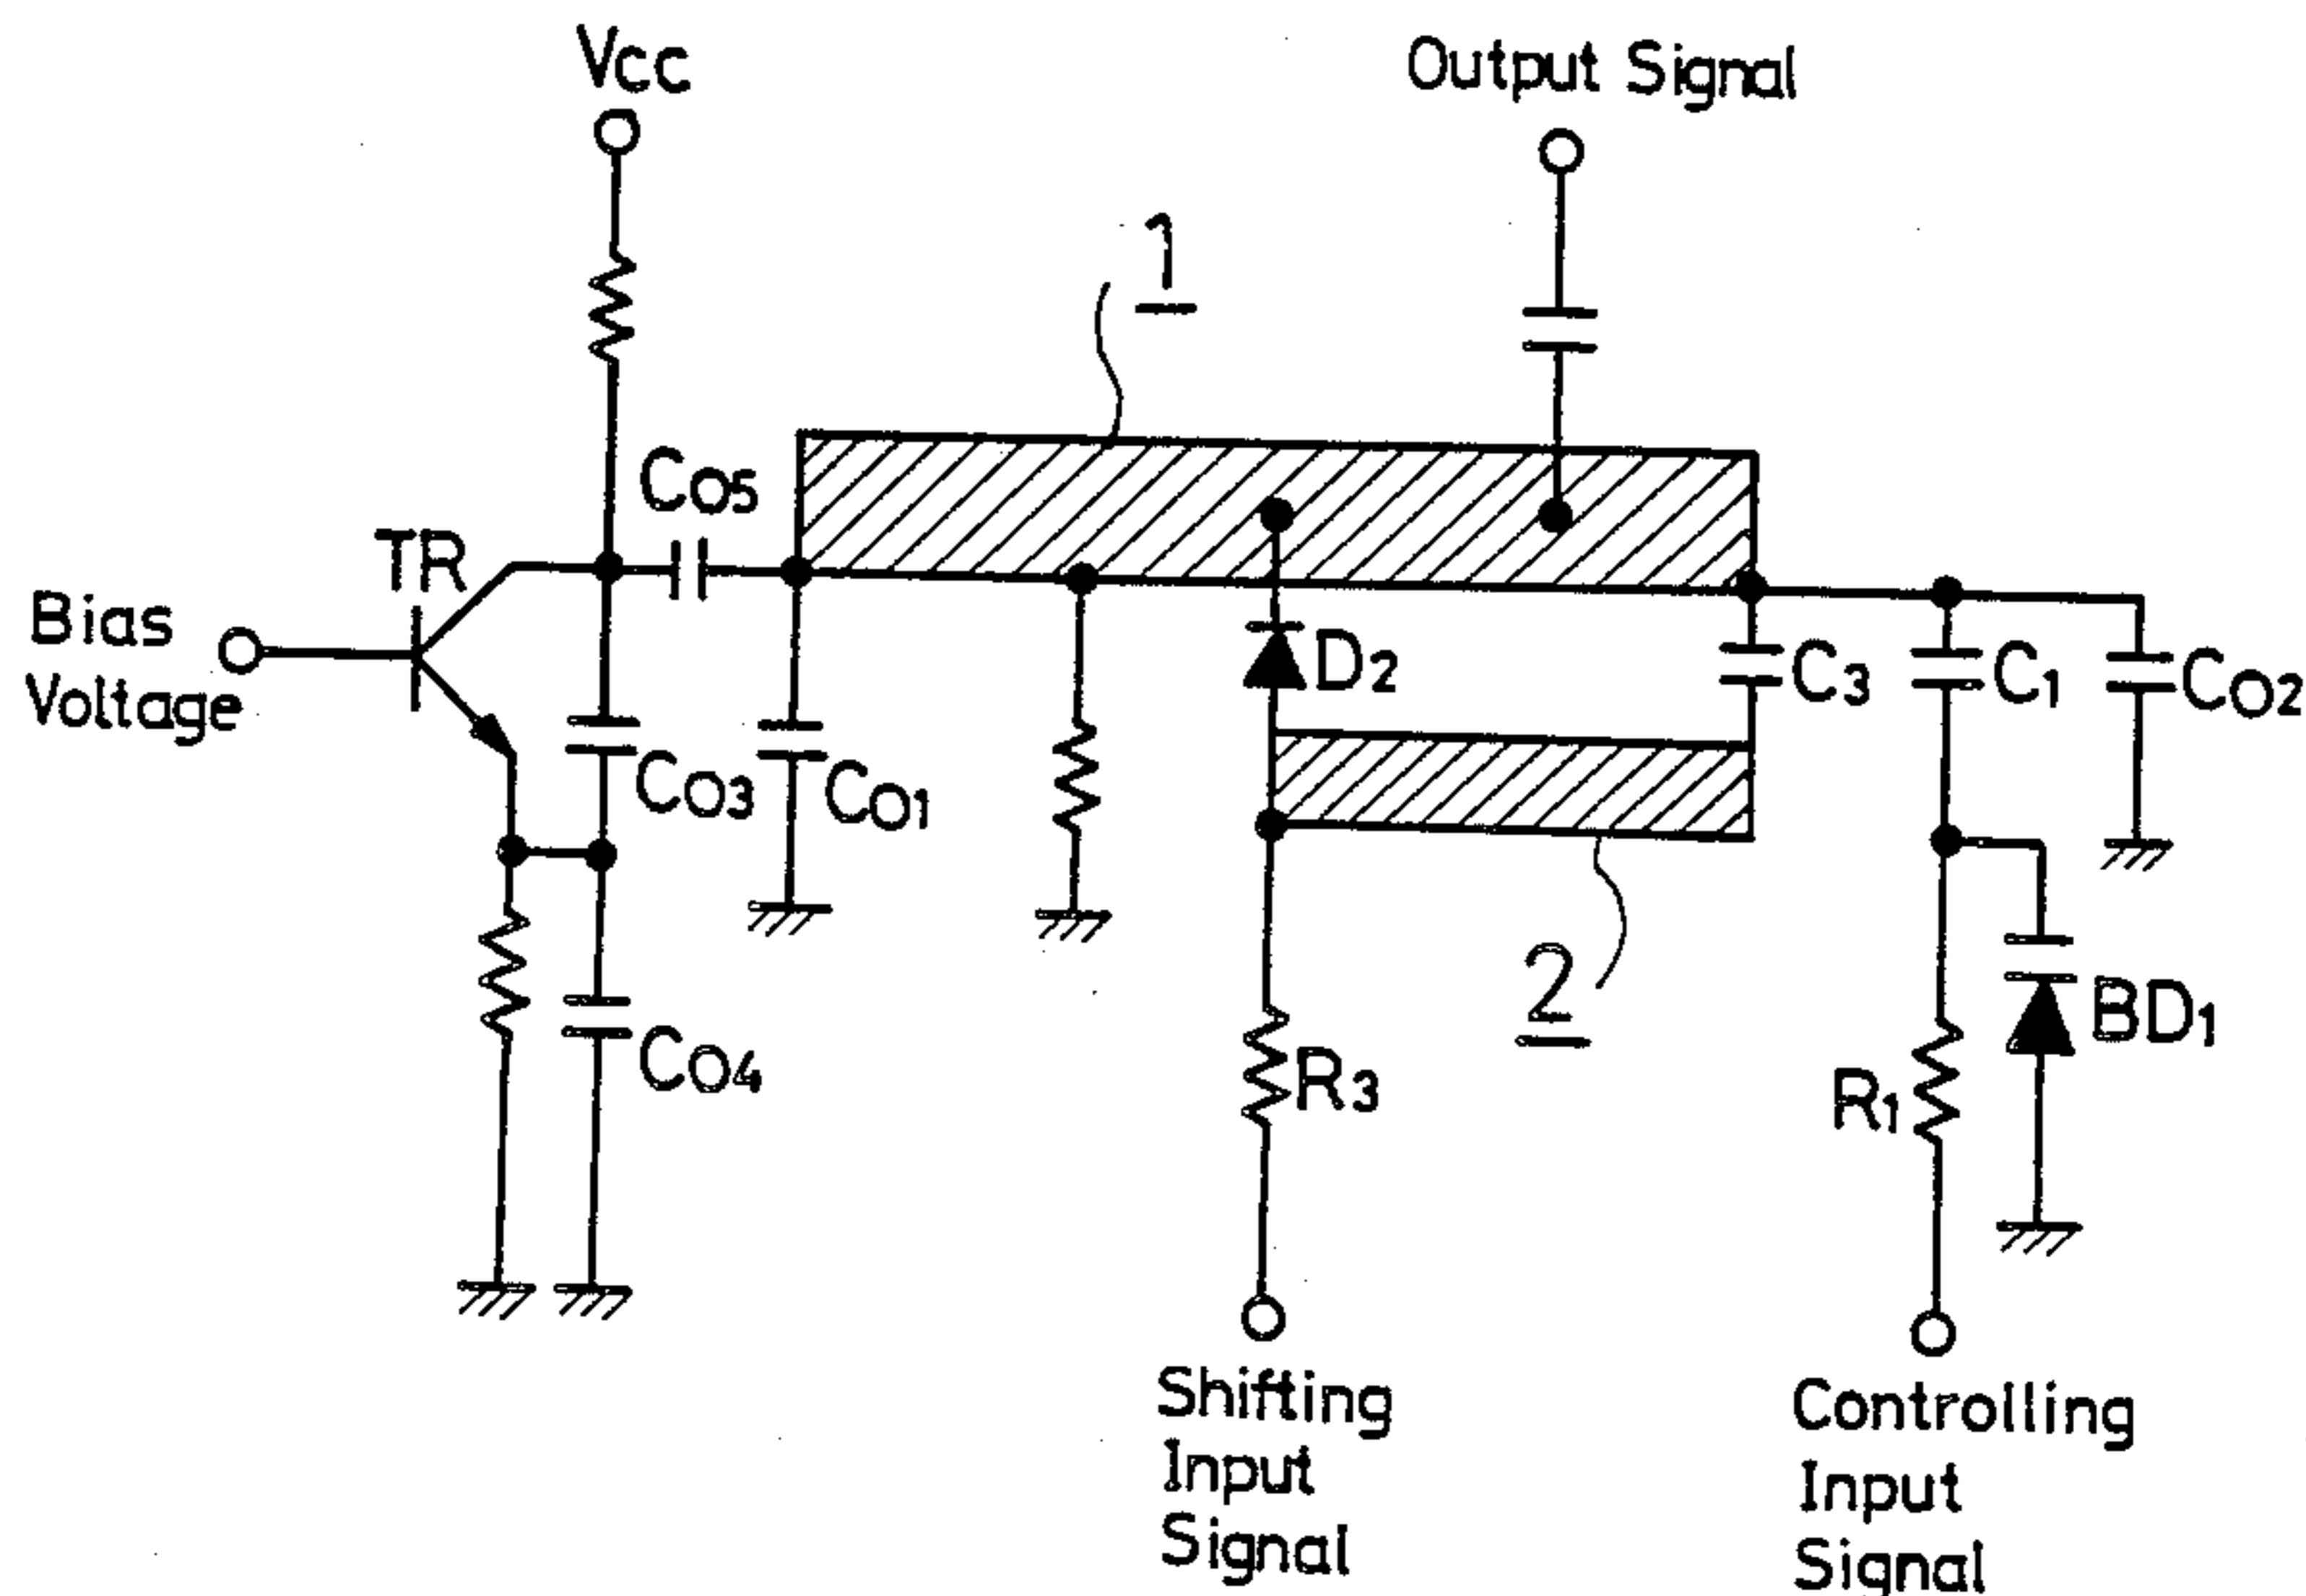 Vcc
Output Signal
1
Co5
TR
Bias
Voltage
D2
C3
C1
Co2
Co3
Co1
2
BD1
Co4
R3
R1
Shifting
Input
Signal
Controlling
Input
Signal